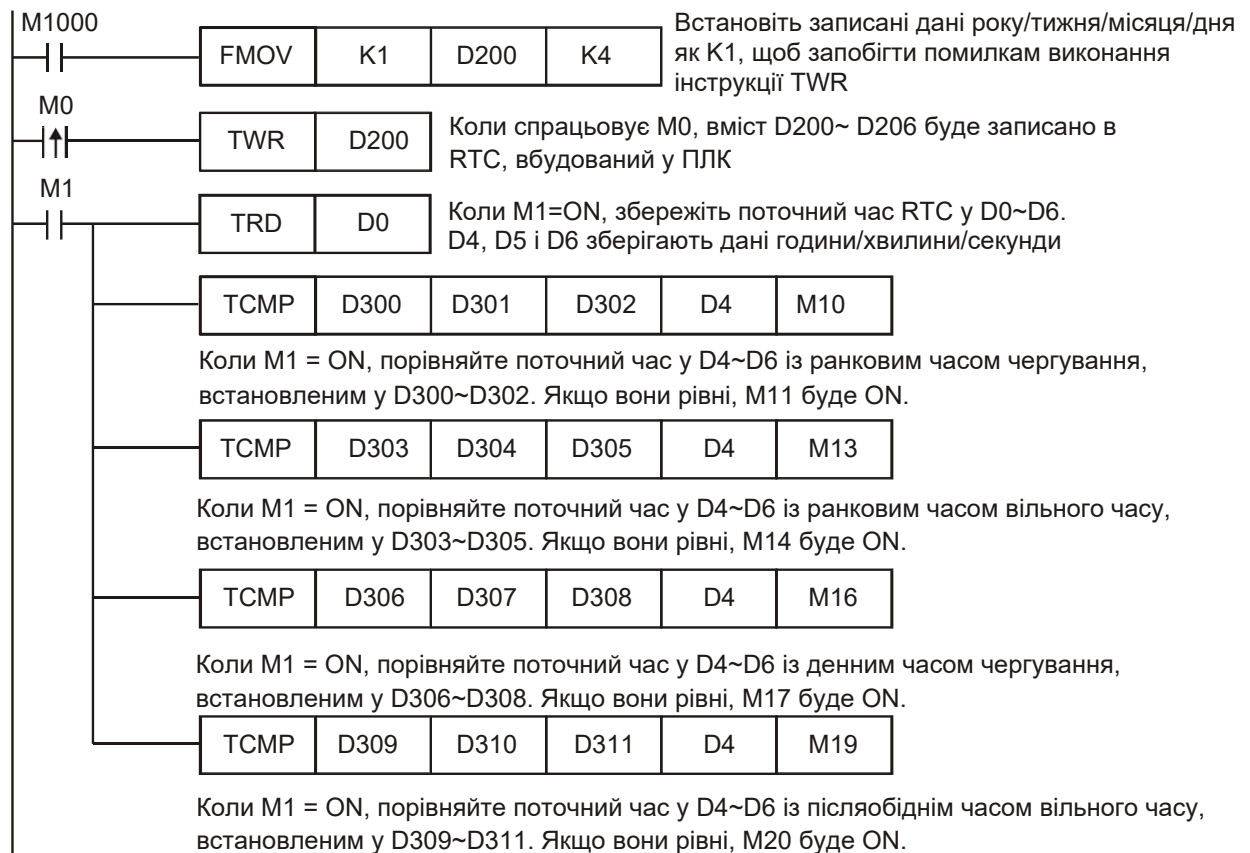 M1000
FMOV K1 D200 K4
Встановіть записані дані року/тижня/місяця/дня
як K1, щоб запобігти помилкам виконання
інструкції TWR
M0
TWR D200
Коли спрацьовує M0, вміст D200~ D206 буде записано в
RTC, вбудований у ПЛК
M1
TRD D0
Коли M1=ON, збережіть поточний час RTC у D0~D6.
D4, D5 і D6 зберігають дані години/хвилини/секунди
TCMP D300 D301 D302 D4 M10
Коли M1 = ON, порівняйте поточний час у D4~D6 із ранковим часом чергування,
встановленим у D300~D302. Якщо вони рівні, M11 буде ON.
TCMP D303 D304 D305 D4 M13
Коли M1 = ON, порівняйте поточний час у D4~D6 із ранковим часом вільного часу,
встановленим у D303~D305. Якщо вони рівні, M14 буде ON.
TCMP D306 D307 D308 D4 M16
Коли M1 = ON, порівняйте поточний час у D4~D6 із денним часом чергування,
встановленим у D306~D308. Якщо вони рівні, M17 буде ON.
TCMP D309 D310 D311 D4 M19
Коли M1 = ON, порівняйте поточний час у D4~D6 із післяобіднім часом вільного часу,
встановленим у D309~D311. Якщо вони рівні, M20 буде ON.